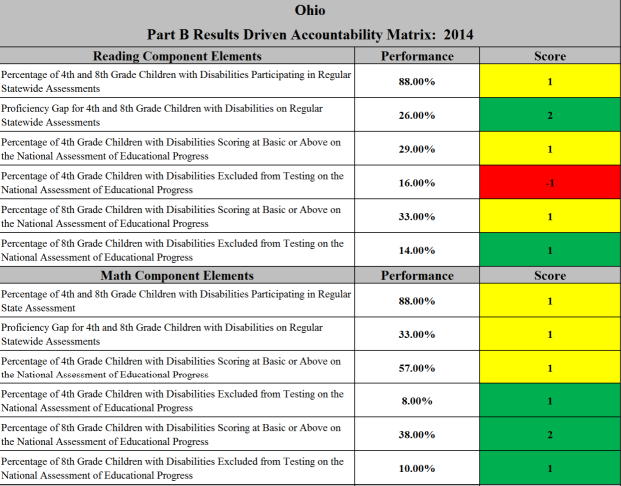 Ohio
Part B Results Driven Accountability Matrix: 2014
Reading Component Elements Performance Score
Percentage of 4th and 8th Grade Children with Disabilities Participating in Regular
Statewide Assessments 88.00% 1
Proficiency Gap for 4th and 8th Grade Children with Disabilities on Regular
Statewide Assessments 26.00% 2
Percentage of 4th Grade Children with Disabilities Scoring at Basic or Above on
the National Assessment of Educational Progress 29.00% 1
Percentage of 4th Grade Children with Disabilities Excluded from Testing on the
National Assessment of Educational Progress 16.00% -1
Percentage of 8th Grade Children with Disabilities Scoring at Basic or Above on
the National Assessment of Educational Progress 33.00% 1
Percentage of 8th Grade Children with Disabilities Excluded from Testing on the
National Assessment of Educational Progress 14.00% 1
Math Component Elements Performance Score
Percentage of 4th and 8th Grade Children with Disabilities Participating in Regular
State Assessment 88.00% 1
Proficiency Gap for 4th and 8th Grade Children with Disabilities on Regular
Statewide Assessments 33.00% 1
Percentage of 4th Grade Children with Disabilities Scoring at Basic or Above on
the National Assessment of Educational Progress 57.00% 1
Percentage of 4th Grade Children with Disabilities Excluded from Testing on the
National Assessment of Educational Progress 8.00% 1
Percentage of 8th Grade Children with Disabilities Scoring at Basic or Above on
the National Assessment of Educational Progress 38.00% 2
Percentage of 8th Grade Children with Disabilities Excluded from Testing on the
National Assessment of Educational Progress 10.00% 1